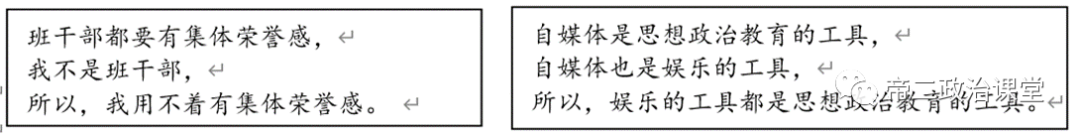 班干部都要有集体荣誉感，↵
我不是班干部，↵
所以，我用不着有集体荣誉感。↵
自媒体是思想政治教育的工具，↵
自媒体也是娱乐的工具，↵
所以，娱乐的工具都是思想政治教育的工具。
帝二政治课堂